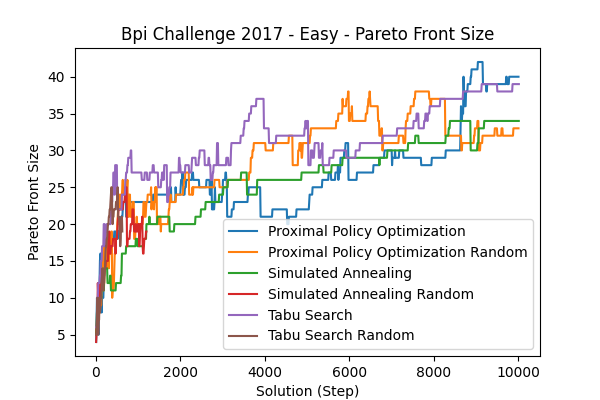 Bpi Challenge 2017 - Easy - Pareto Front Size
Pareto Front Size
40
35
30
25
20
15
10
5
0
2000
4000
6000
8000
10000
Solution (Step)
Proximal Policy Optimization
Proximal Policy Optimization Random
Simulated Annealing
Simulated Annealing Random
Tabu Search
Tabu Search Random